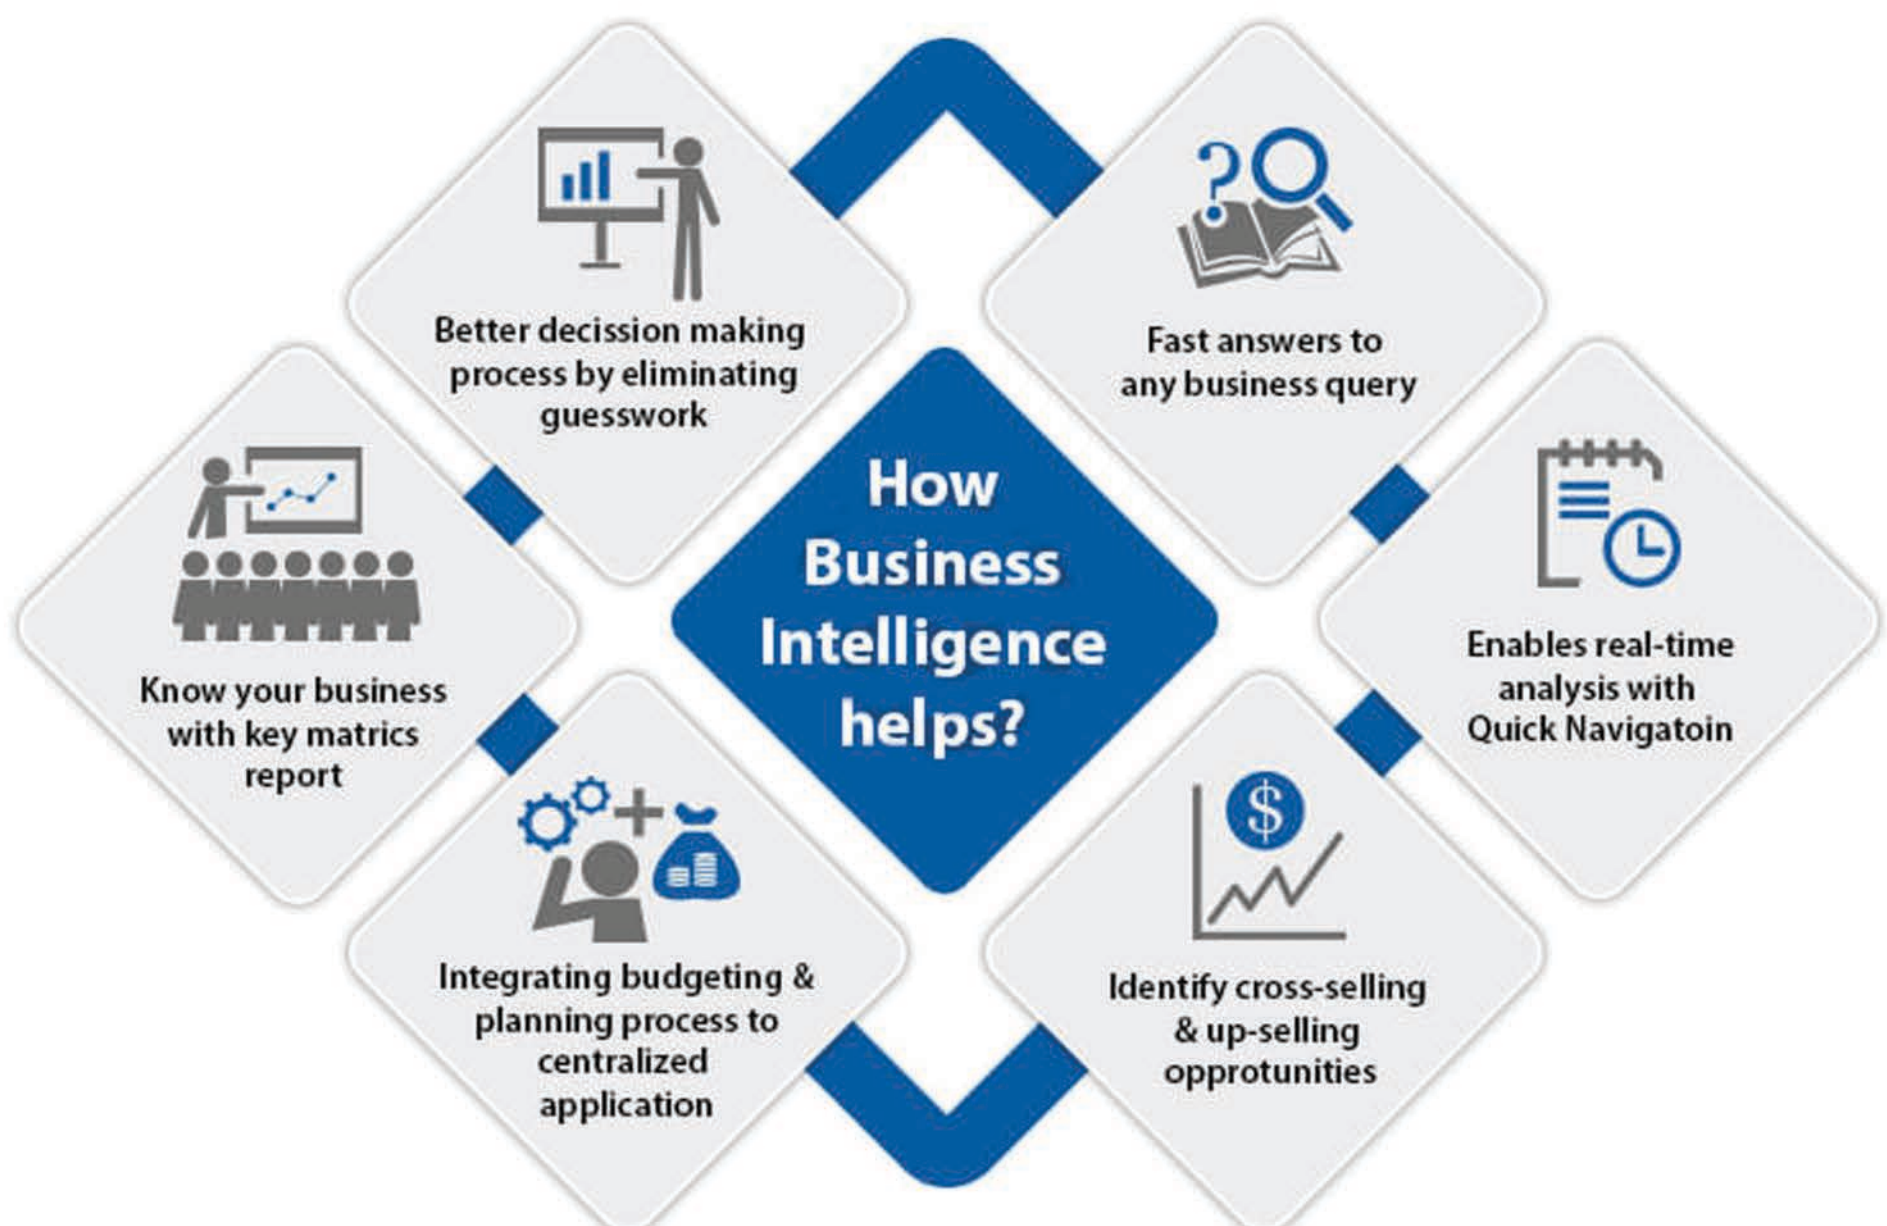 Better decission making
process by eliminating
guesswork
Fast answers to
any business query
Know your business
with key matrics
report
How
Business
Intelligence
helps?
Enables real-time
analysis with
Quick Navigatoin
Integrating budgeting &
planning process to
centralized
application
$
Identify cross-selling
& up-selling
opprotunities